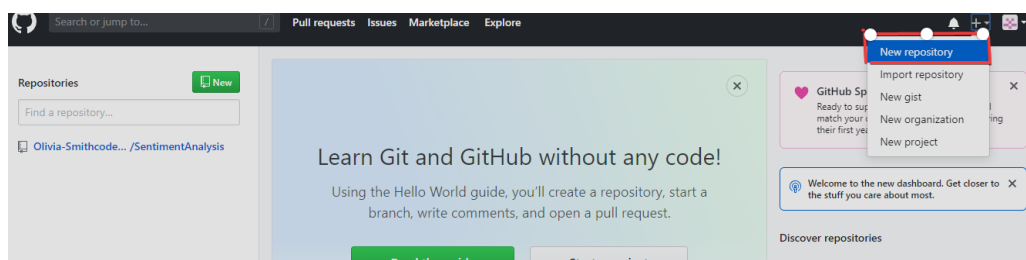 Search or jump to...
/
Pull requests Issues Marketplace Explore
Repositories
New
Find a repository...
Olivia-Smithcode... /SentimentAnalysis
Learn Git and GitHub without any code!
Using the Hello World guide, you'll create a repository, start a
branch, write comments, and open a pull request.
New repository
Import repository
New gist
New organization
New project
GitHub Sp
Ready to sup
match your
their first yea
Welcome to the new dashboard. Get closer to
the stuff you care about most.
Discover repositories